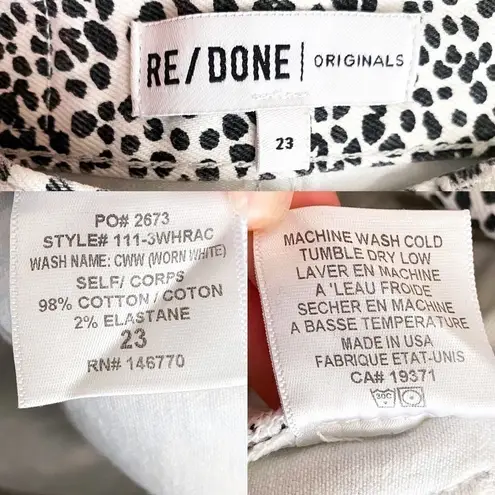 RE/DONE | ORIGINALS
23
PO# 2673
STYLE# 111-3WHRAC
WASH NAME: CWW (WORN WHITE)
SELF/ CORPS
98% COTTON / COTON
2% ELASTANE
23
RN# 146770
MACHINE WASH COLD
TUMBLE DRY LOW
LAVER EN MACHINE
A 'LEAU FROIDE
SECHER EN MACHINE
A BASSE TEMPERATURE
MADE IN USA
FABRIQUE ETAT-UNIS
CA# 19371
30C